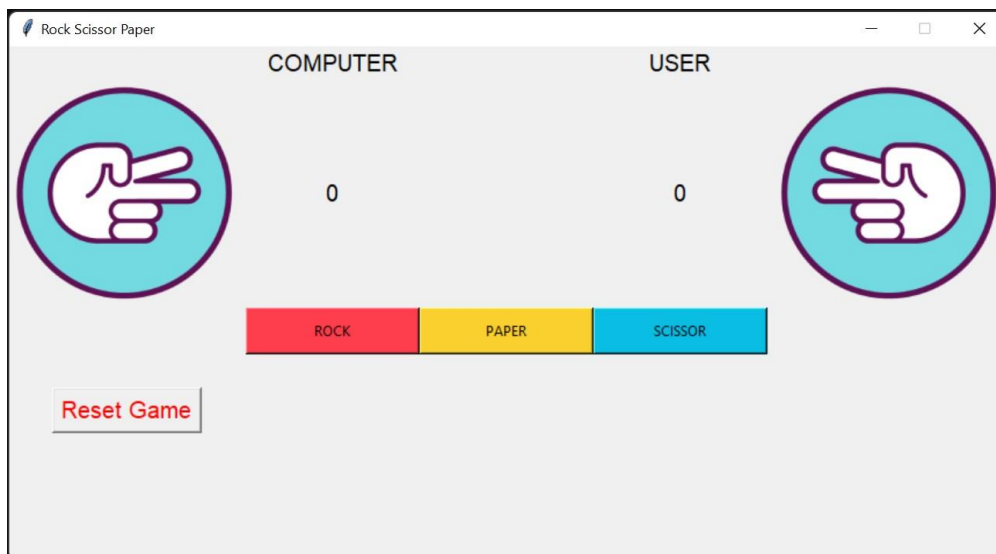 Rock Scissor Paper
COMPUTER USER
0 0
ROCK PAPER SCISSOR
Reset Game